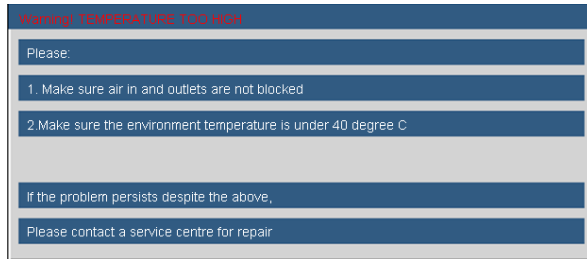 Warning: TEMPERATURE TOO HIGH
Please:
1. Make sure air in and outlets are not blocked
2.Make sure the environment temperature is under 40 degree C
If the problem persists despite the above,
Please contact a service centre for repair